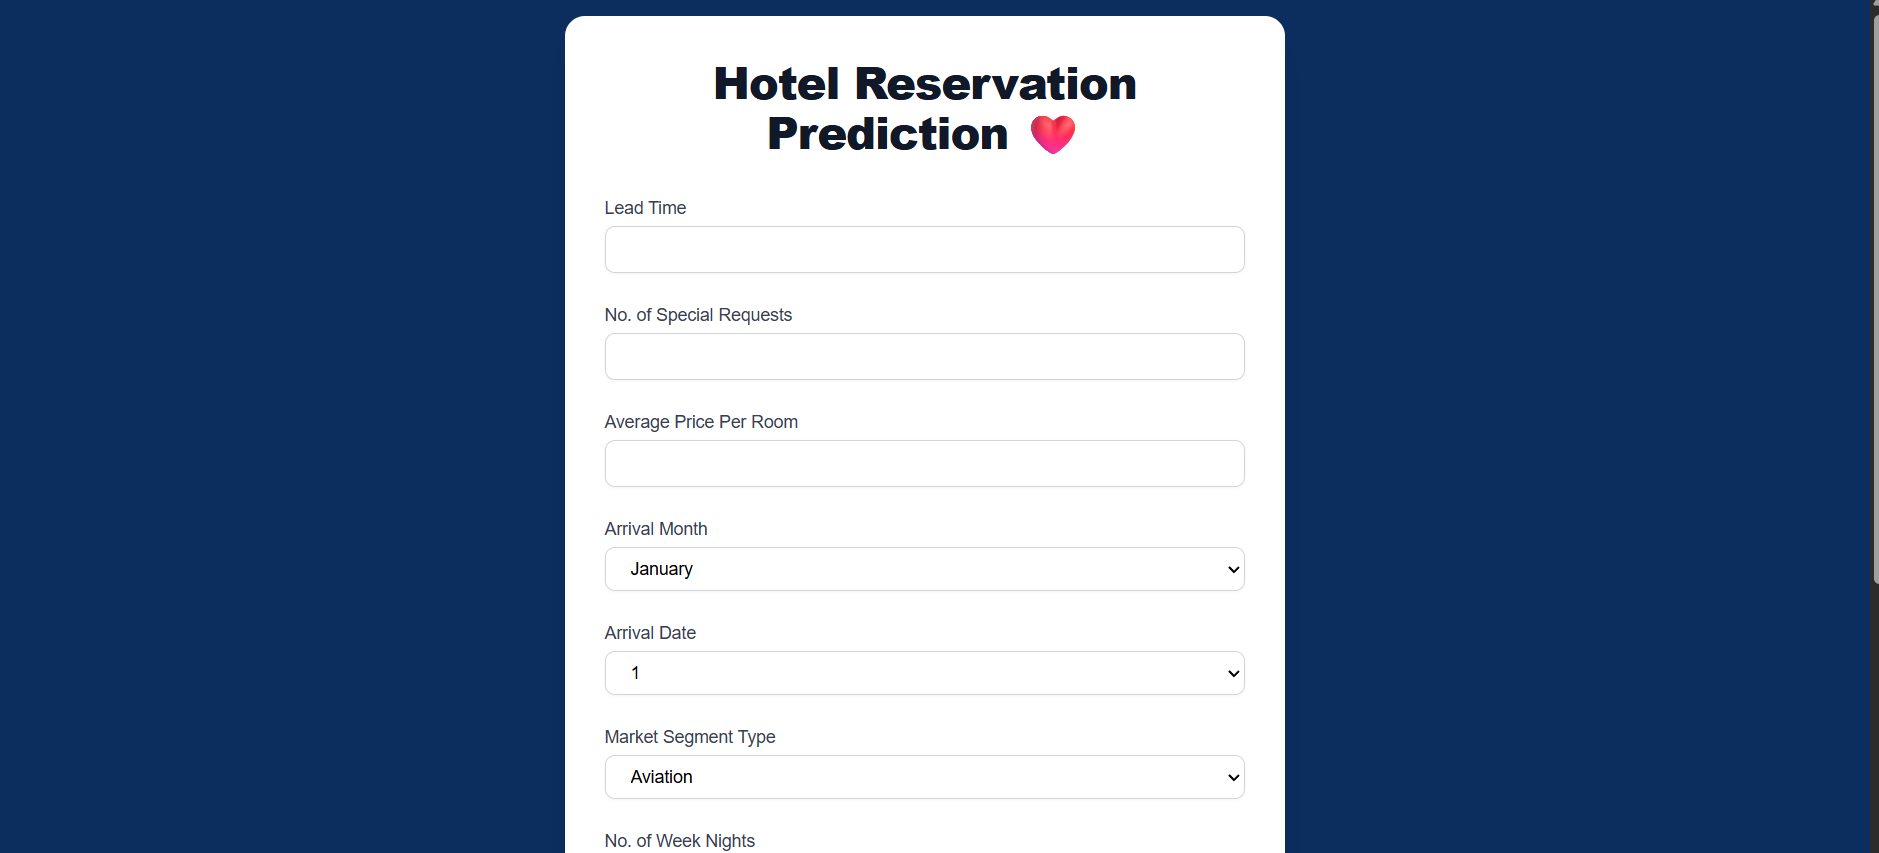 Hotel Reservation
Prediction 💖
Lead Time
No. of Special Requests
Average Price Per Room
Arrival Month
January
Arrival Date
1
Market Segment Type
Aviation
No. of Week Nights